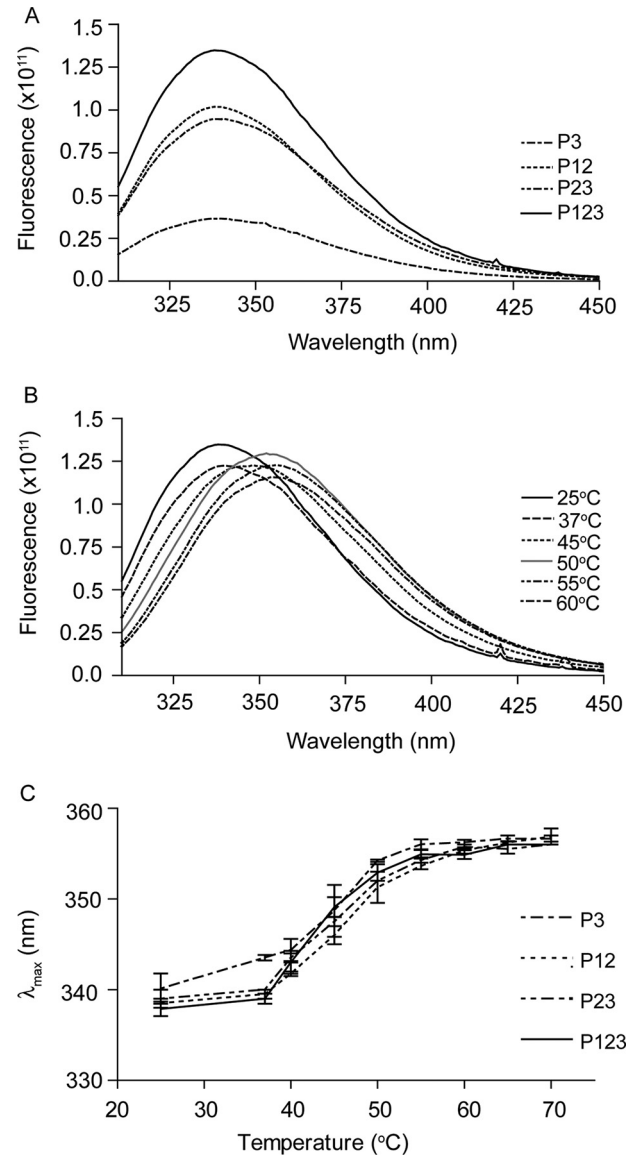 A
Fluorescence (x10¹¹)
1.5
1.25
1.0
0.75
0.5
0.25
0.0
P3
P12
P23
P123
325 350 375 400 425 450
Wavelength (nm)
B
Fluorescence (x10¹¹)
1.5
1.25
1.0
0.75
0.5
0.25
0.0
25°C
37°C
45°C
50°C
55°C
60°C
325 350 375 400 425 450
Wavelength (nm)
C
λmax (nm)
360
350
340
330
P3
P12
P23
P123
20 30 40 50 60 70
Temperature (°C)